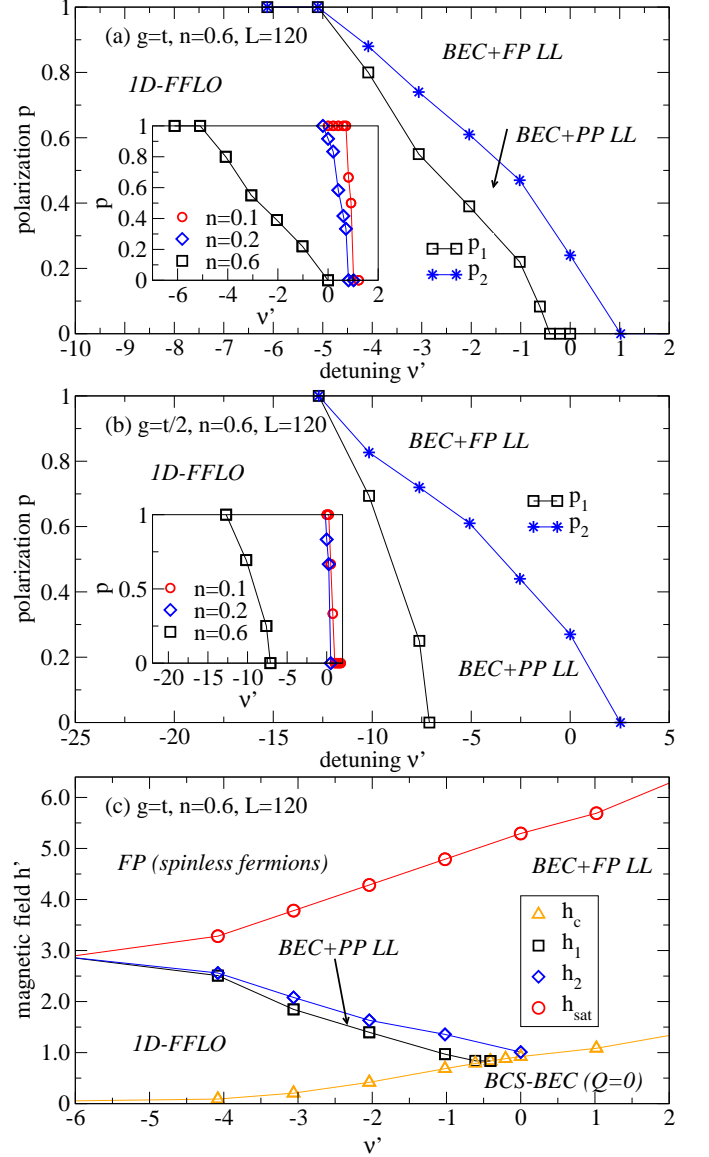 (a) g=t, n=0.6, L=120
BEC+FP LL
1D-FFLO
BEC+PP LL
polarization p
1
0.8
0.6
0.4
0.2
0
p
1
0.8
0.6
0.4
0.2
0
n=0.1
n=0.2
n=0.6
-6 -4 -2 0 2
ν'
p1
p2
-10 -9 -8 -7 -6 -5 -4 -3 -2 -1 0 1 2
detuning ν'
(b) g=t/2, n=0.6, L=120
BEC+FP LL
1D-FFLO
polarization p
1
0.8
0.6
0.4
0.2
0
p
1
0.5
0
n=0.1
n=0.2
n=0.6
-20 -15 -10 -5 0
ν'
p1
p2
BEC+PP LL
-25 -20 -15 -10 -5 0 5
detuning ν'
(c) g=t, n=0.6, L=120
FP (spinless fermions)
BEC+FP LL
BEC+PP LL
1D-FFLO
BCS-BEC (Q=0)
magnetic field h'
6.0
5.0
4.0
3.0
2.0
1.0
0
hc
h1
h2
hsat
-6 -5 -4 -3 -2 -1 0 1 2
ν'